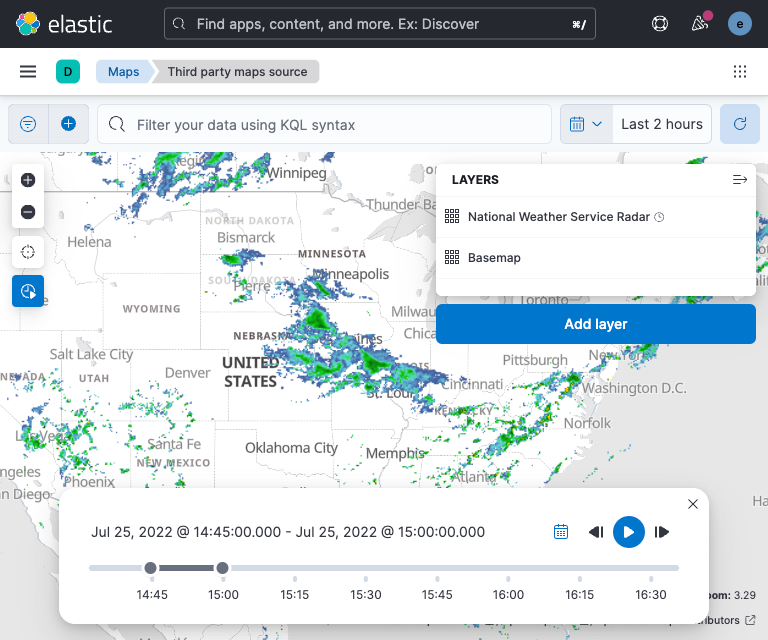 elastic
Find apps, content, and more. Ex: Discover
⌘/
e
D
Maps
Third party maps source
Filter your data using KQL syntax
Last 2 hours
Winnipeg
LAYERS
Thunder Ba
National Weather Service Radar
NORTH DAKOTA
Helena
Bismarck
MINNESOTA
Basemap
Minneapolis
SOUTH DAKOTA
Pierre
Toronto
WYOMING
Milwau
Add layer
NEBRASKA
Chica
Salt Lake City
New York
Pittsburgh
UNITED
STATES
Denver
NEVADA
UTAH
Cincinnati
Washington D.C.
St. Loui
KENTUCKY
Norfolk
Las Vegas
Santa Fe
Oklahoma City
Memphis
NEW MEXICO
ngeles
Phoenix
Atlanta
n Diego
Ha
Jul 25, 2022 @ 14:45:00.000 - Jul 25, 2022 @ 15:00:00.000
14:45 15:00 15:15 15:30 15:45 16:00 16:15 16:30
oom: 3.29
ributors